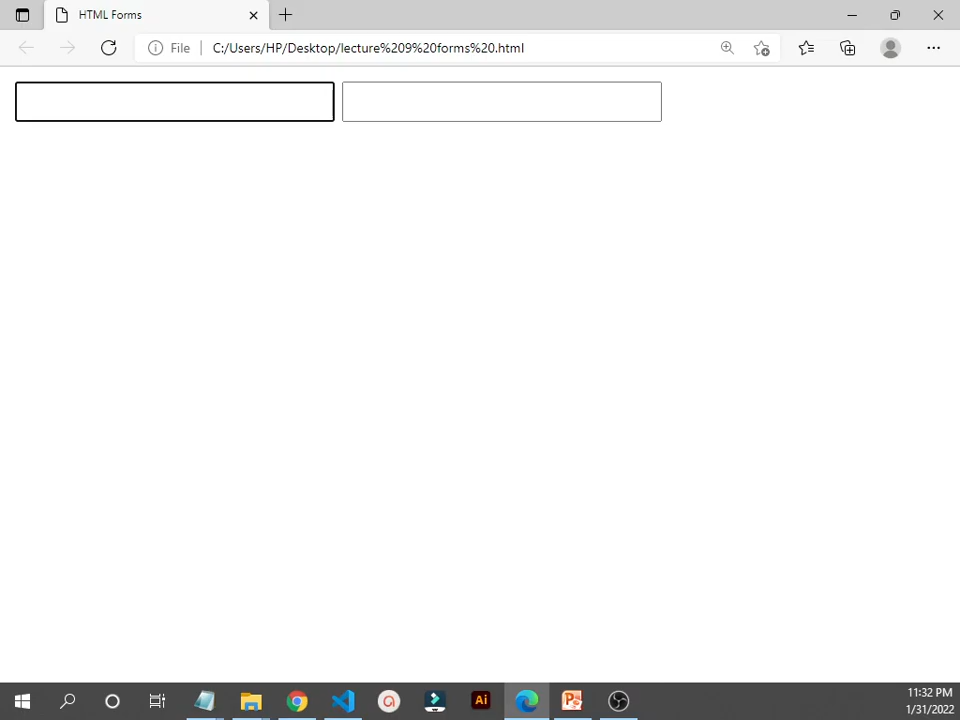 HTML Forms
File
C:/Users/HP/Desktop/lecture%209%20forms%20.html
Ai
11:32 PM
1/31/2022